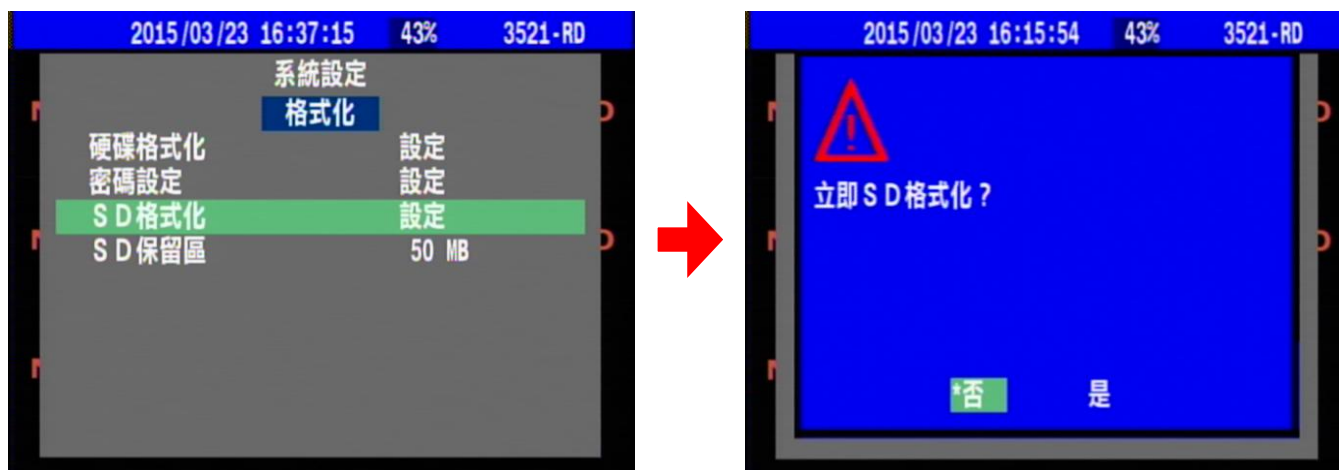 2015/03/23 16:37:15 43% 3521-RD
系統設定
格式化
硬碟格式化 設定
密碼設定 設定
ＳＤ格式化 設定
ＳＤ保留區 50 MB
2015/03/23 16:15:54 43% 3521-RD
立即ＳＤ格式化？
*否 是